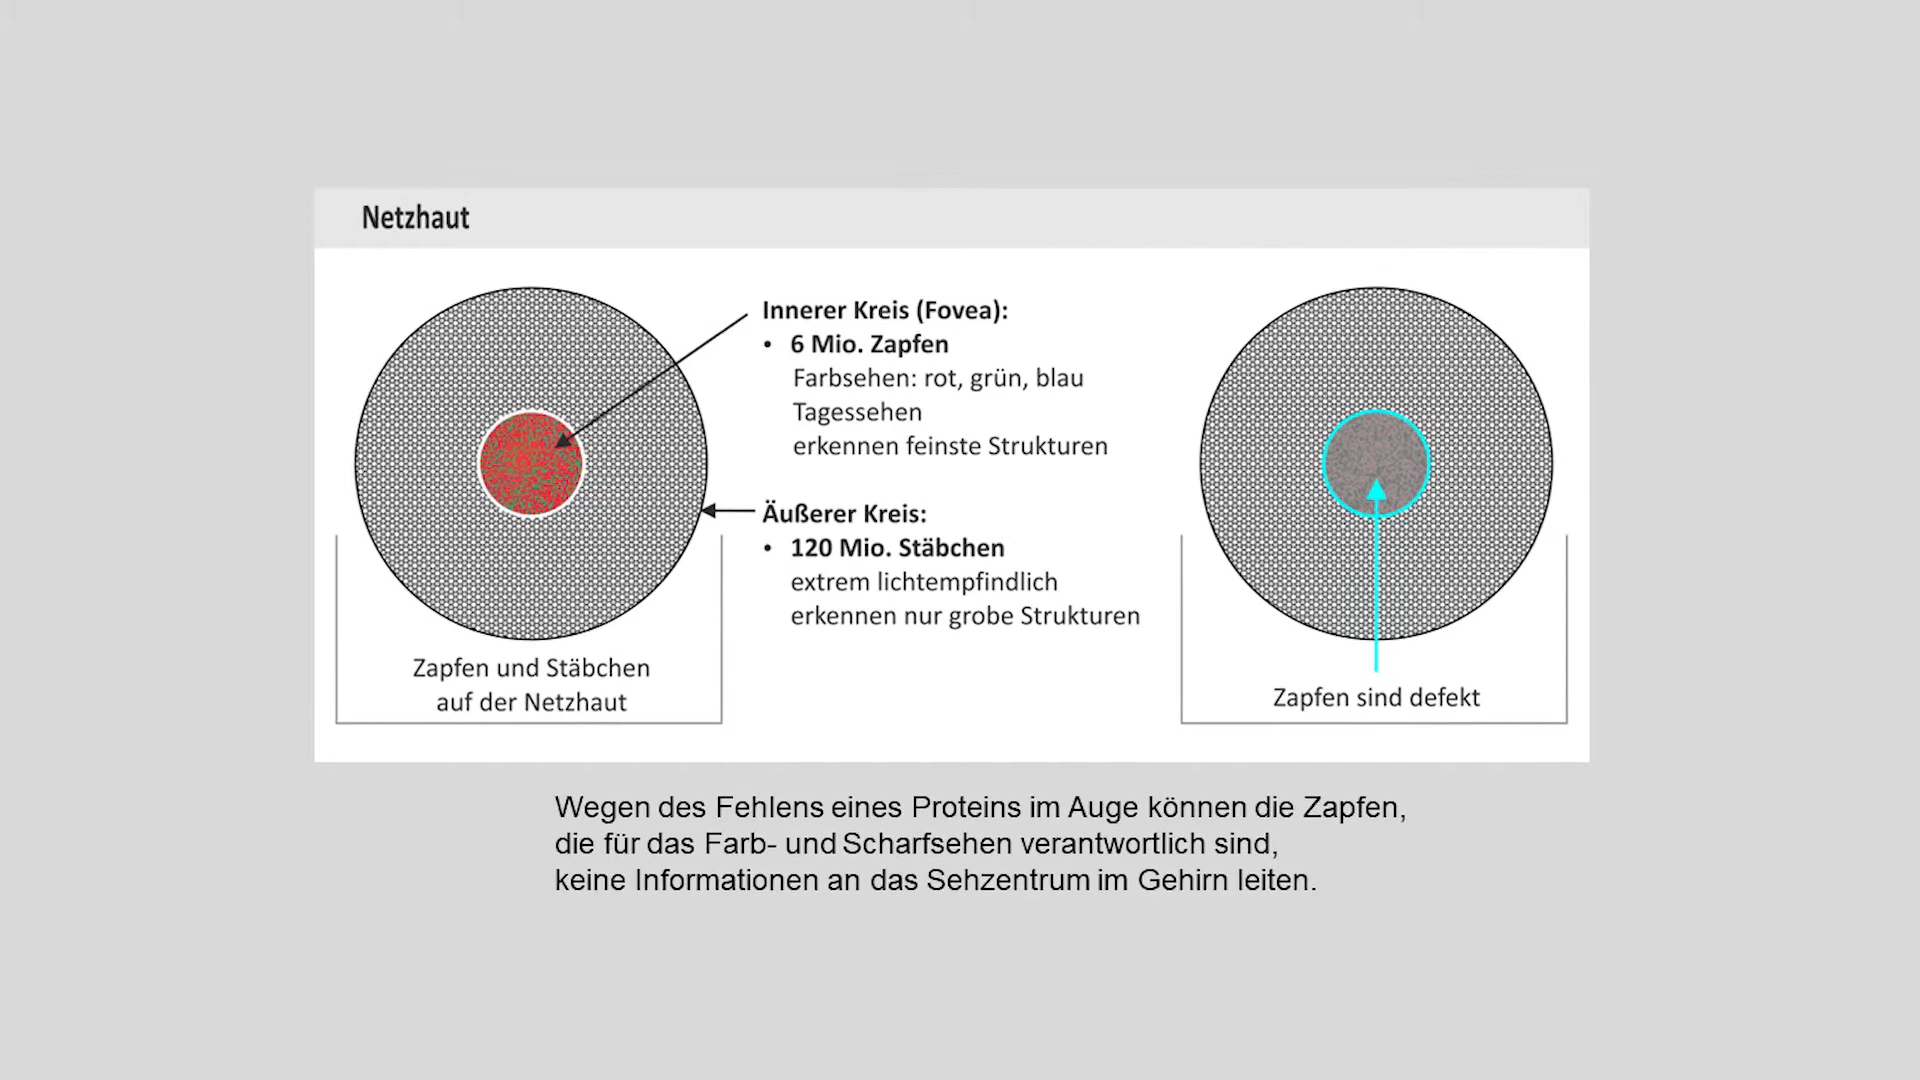 Netzhaut
Innerer Kreis (Fovea):
• 6 Mio. Zapfen
Farbsehen: rot, grün, blau
Tagessehen
erkennen feinste Strukturen
Äußerer Kreis:
• 120 Mio. Stäbchen
extrem lichtempfindlich
erkennen nur grobe Strukturen
Zapfen und Stäbchen
auf der Netzhaut
Zapfen sind defekt
Wegen des Fehlens eines Proteins im Auge können die Zapfen,
die für das Farb- und Scharfsehen verantwortlich sind,
keine Informationen an das Sehzentrum im Gehirn leiten.